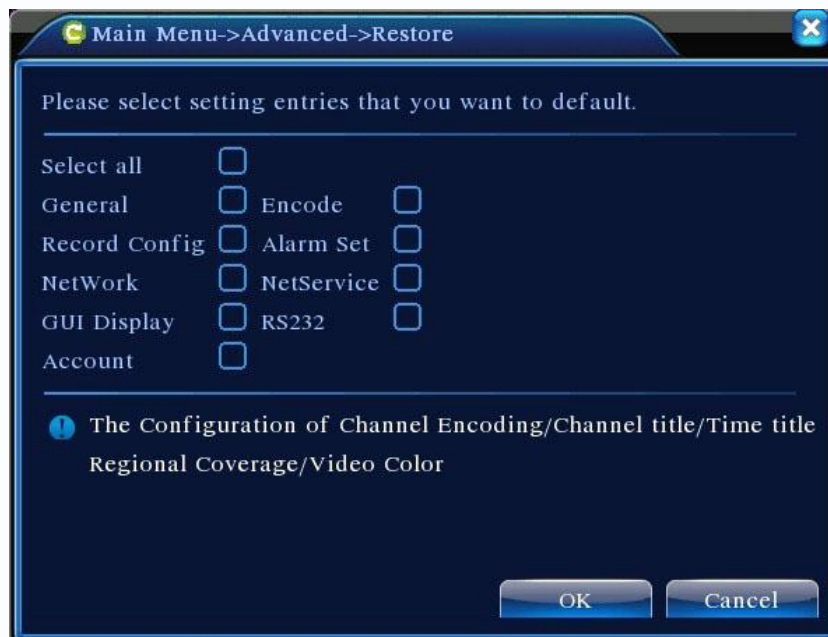 Main Menu->Advanced->Restore
Please select setting entries that you want to default.
Select all
General Encode
Record Config Alarm Set
NetWork NetService
GUI Display RS232
Account
The Configuration of Channel Encoding/Channel title/Time title
Regional Coverage/Video Color
OK Cancel